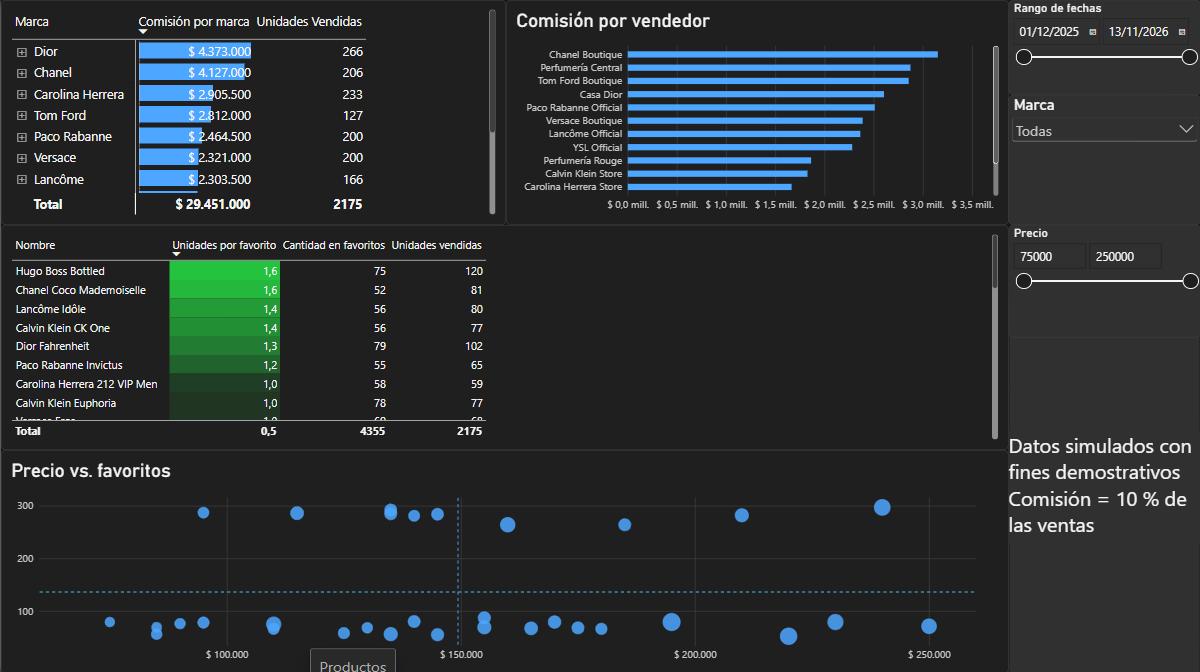 Marca Comisión por marca Unidades Vendidas
Dior $ 4.373.000 266
Chanel $ 4.127.000 206
Carolina Herrera $ 2.905.500 233
Tom Ford $ 2.812.000 127
Paco Rabanne $ 2.464.500 200
Versace $ 2.321.000 200
Lancôme $ 2.303.500 166
Total $ 29.451.000 2175
Comisión por vendedor
Chanel Boutique
Perfumería Central
Tom Ford Boutique
Casa Dior
Paco Rabanne Official
Versace Boutique
Lancôme Official
YSL Official
Perfumería Rouge
Calvin Klein Store
Carolina Herrera Store
$ 0,0 mill. $ 0,5 mill. $ 1,0 mill. $ 1,5 mill. $ 2,0 mill. $ 2,5 mill. $ 3,0 mill. $ 3,5 mill.
Rango de fechas
01/12/2025 13/11/2026
Marca
Todas
Precio
75000 250000
Nombre Unidades por favorito Cantidad en favoritos Unidades vendidas
Hugo Boss Bottled 1,6 75 120
Chanel Coco Mademoiselle 1,6 52 81
Lancôme Idôle 1,4 56 80
Calvin Klein CK One 1,4 56 77
Dior Fahrenheit 1,3 79 102
Paco Rabanne Invictus 1,2 55 65
Carolina Herrera 212 VIP Men 1,0 58 59
Calvin Klein Euphoria 1,0 78 77
Total 0,5 4355 2175
Datos simulados con
fines demostrativos
Comisión = 10 % de
las ventas
Precio vs. favoritos
300
200
100
$ 100.000 $ 150.000 $ 200.000 $ 250.000
Productos